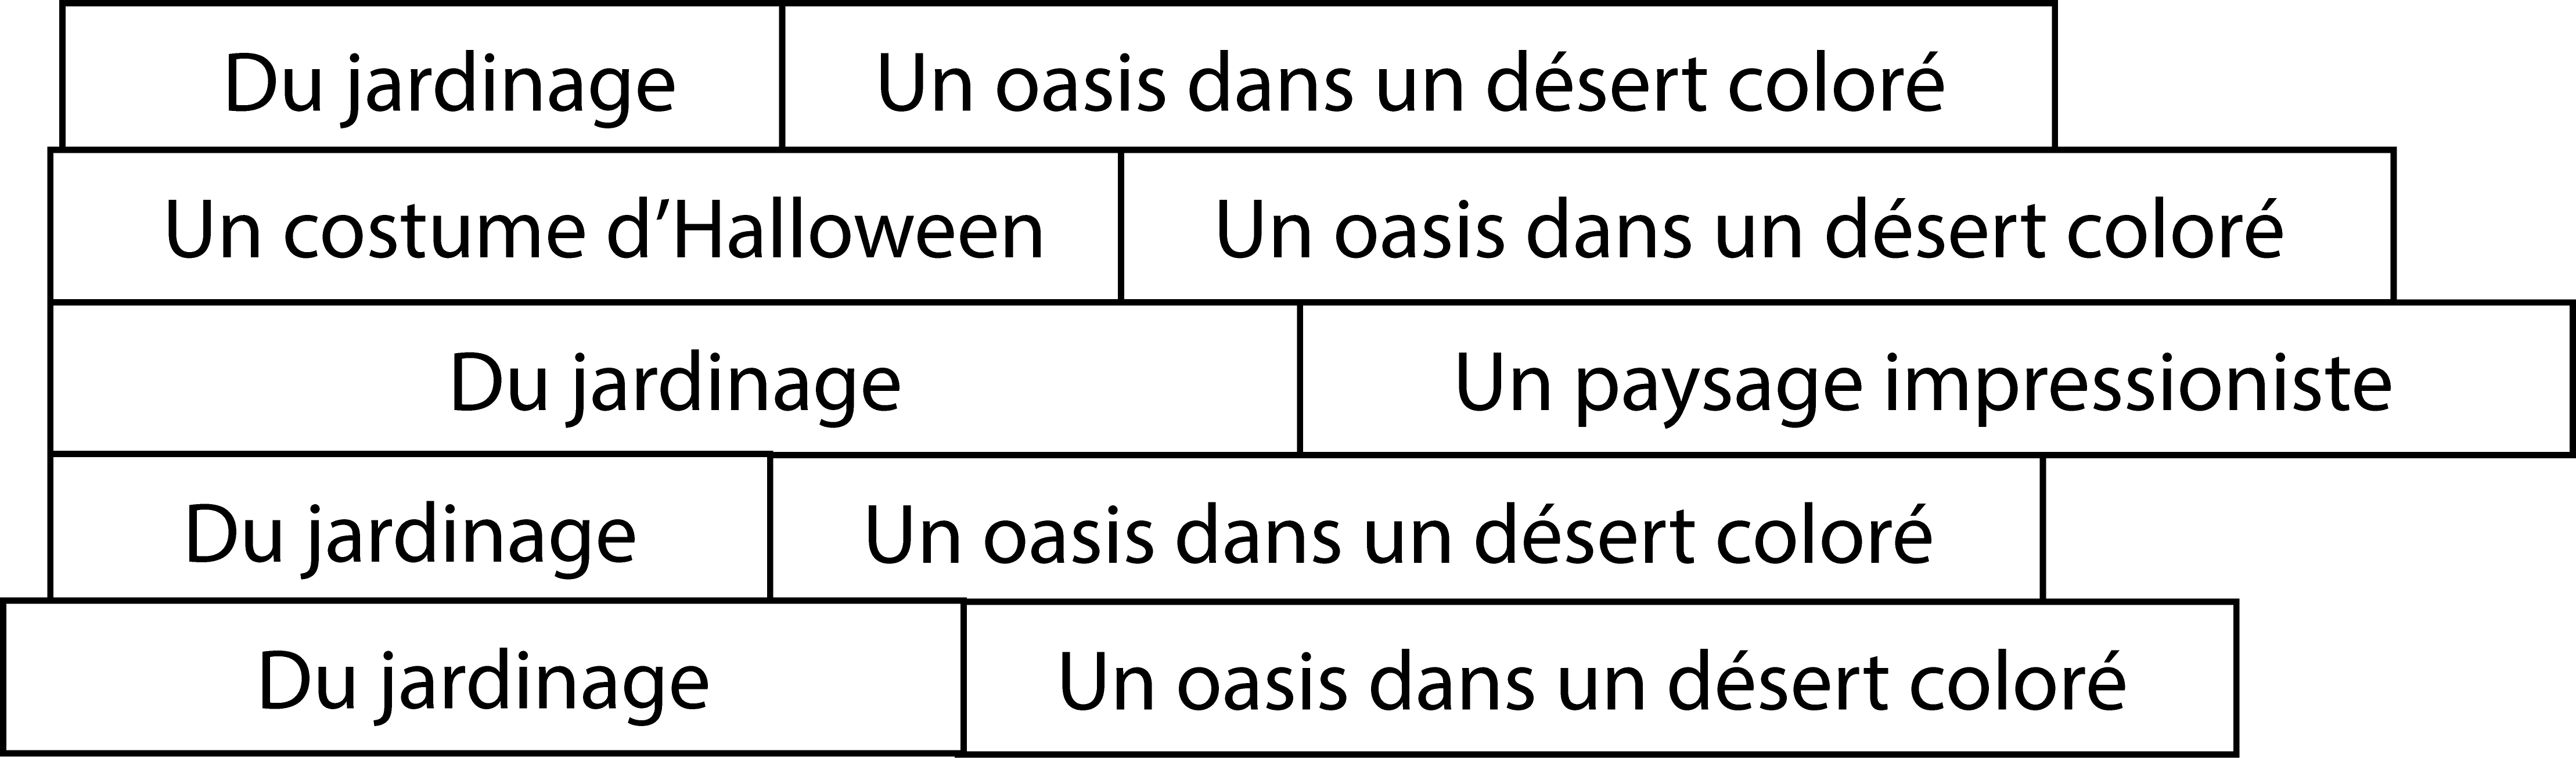 Du jardinage Un oasis dans un désert coloré
Un costume d’Halloween Un oasis dans un désert coloré
Du jardinage Un paysage impressioniste
Du jardinage Un oasis dans un désert coloré
Du jardinage Un oasis dans un désert coloré